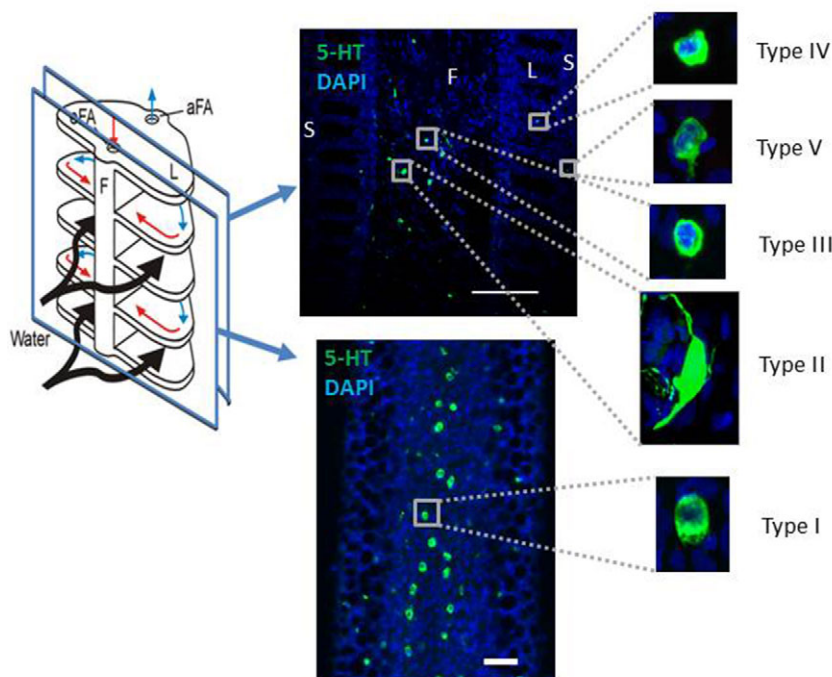 aFA
aFA
L
F
Water
5-HT
DAPI
F
L
S
S
5-HT
DAPI
Type IV
Type V
Type III
Type II
Type I